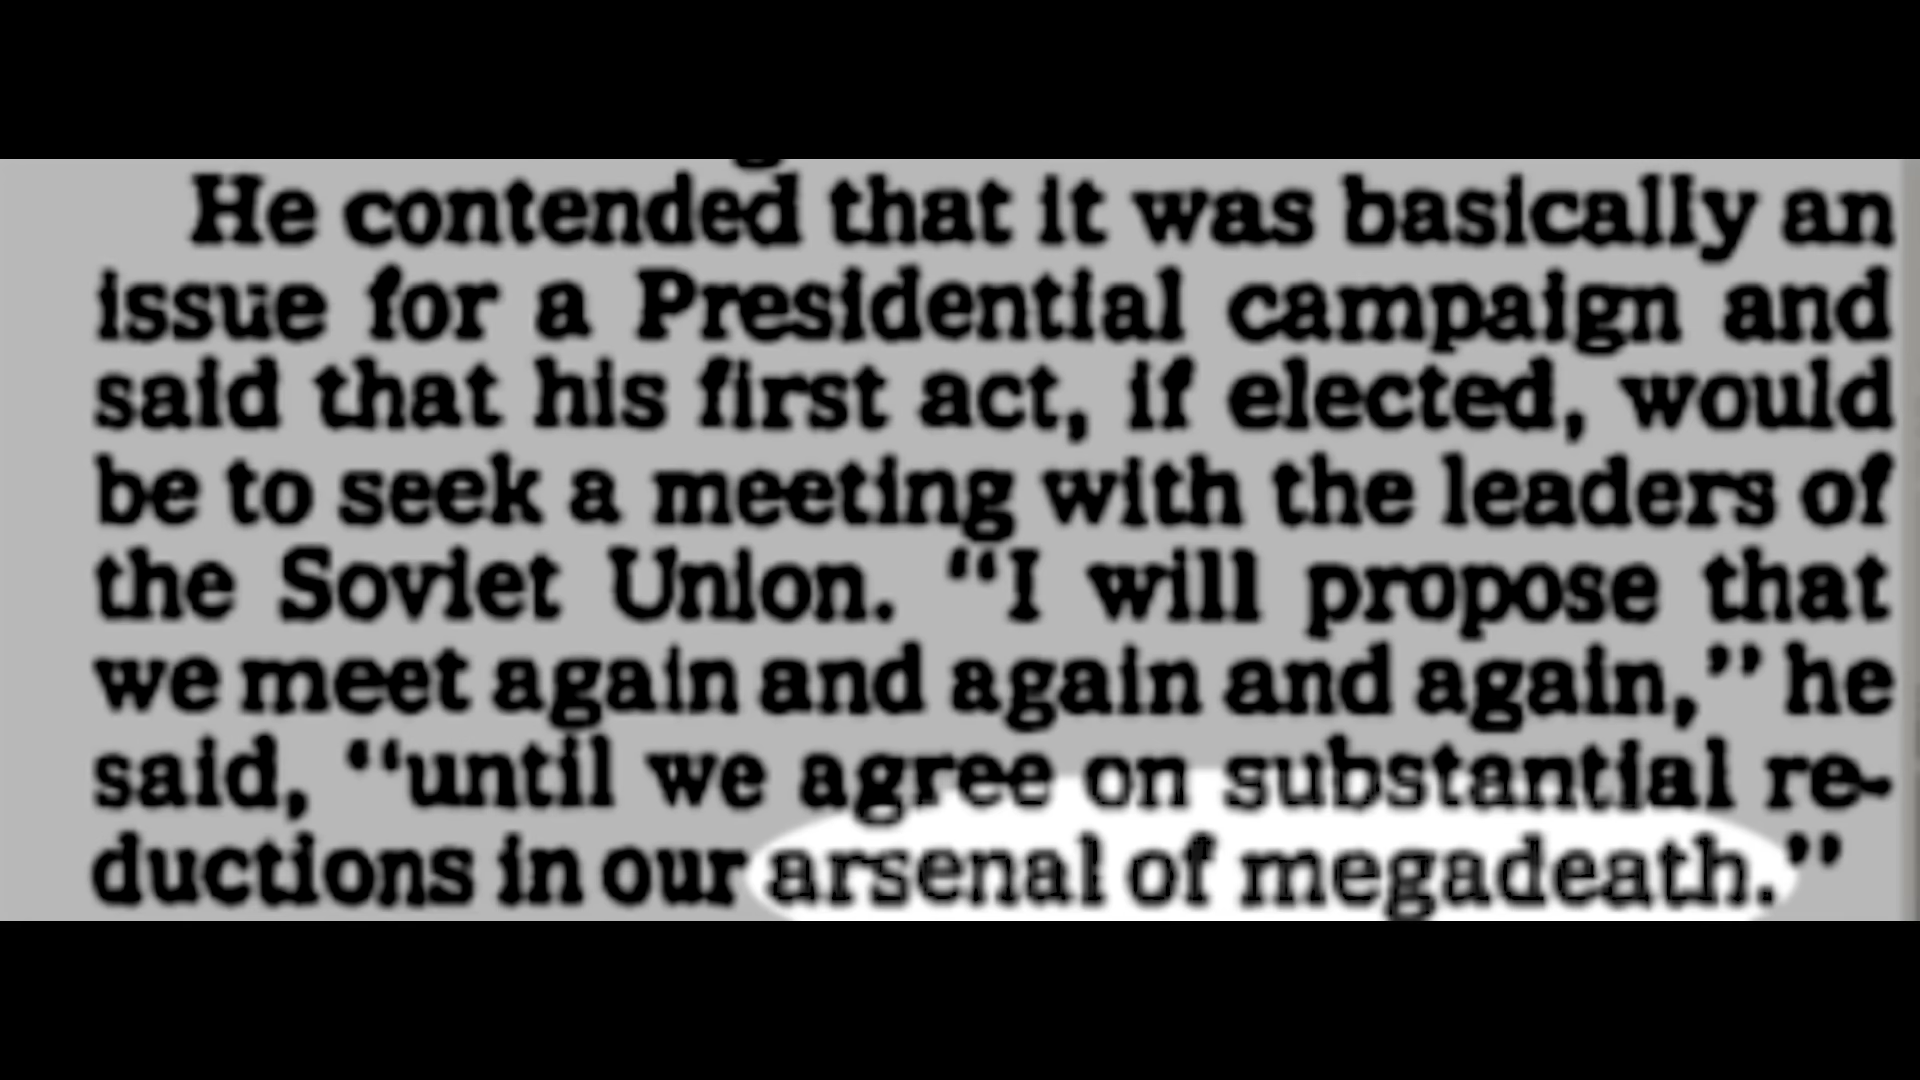 He contended that it was basically an
issue for a Presidential campaign and
said that his first act, if elected, would
be to seek a meeting with the leaders of
the Soviet Union. “I will propose that
we meet again and again and again,” he
said, “until we agree on substantial re-
ductions in our arsenal of megadeath.”